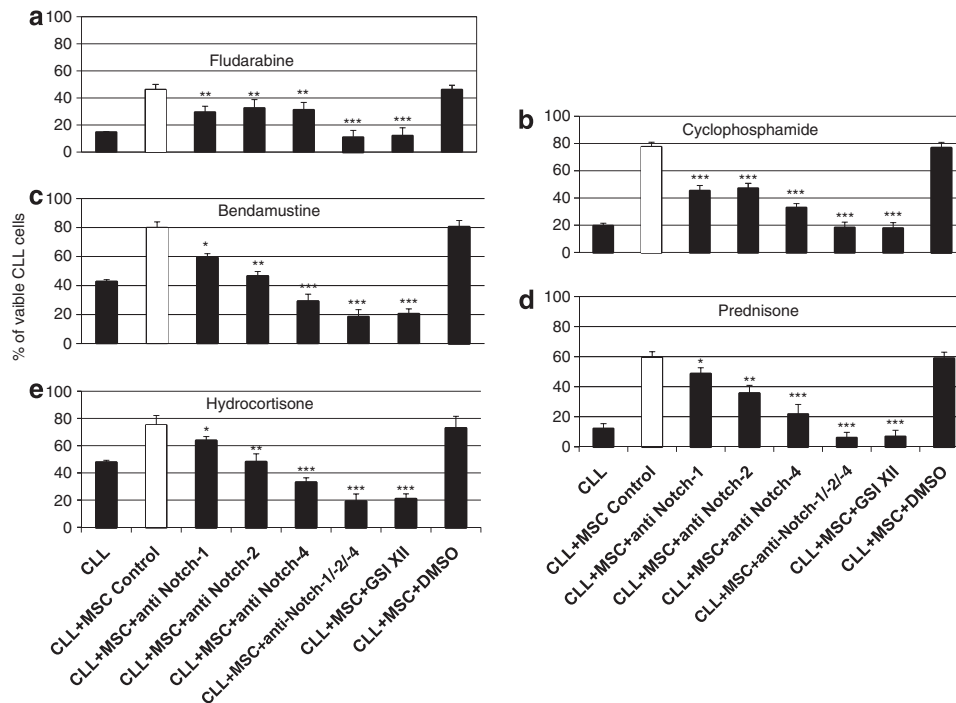 % of vaible CLL cells
a
100
80
60
40
20
0
Fludarabine
** ** ** *** ***
c
100
80
60
40
20
0
Bendamustine
* ** *** *** ***
e
100
80
60
40
20
0
Hydrocortisone
* ** *** *** ***
CLL
CLL+MSC Control
CLL+MSC+anti Notch-1
CLL+MSC+anti Notch-2
CLL+MSC+anti Notch-4
CLL+MSC+anti-Notch-1/-2/-4
CLL+MSC+GSI XII
CLL+MSC+DMSO
b
100
80
60
40
20
0
Cyclophosphamide
*** *** *** *** ***
d
100
80
60
40
20
0
Prednisone
* ** *** *** ***
CLL
CLL+MSC Control
CLL+MSC+anti Notch-1
CLL+MSC+anti Notch-2
CLL+MSC+anti Notch-4
CLL+MSC+anti-Notch-1/-2/-4
CLL+MSC+GSI XII
CLL+MSC+DMSO